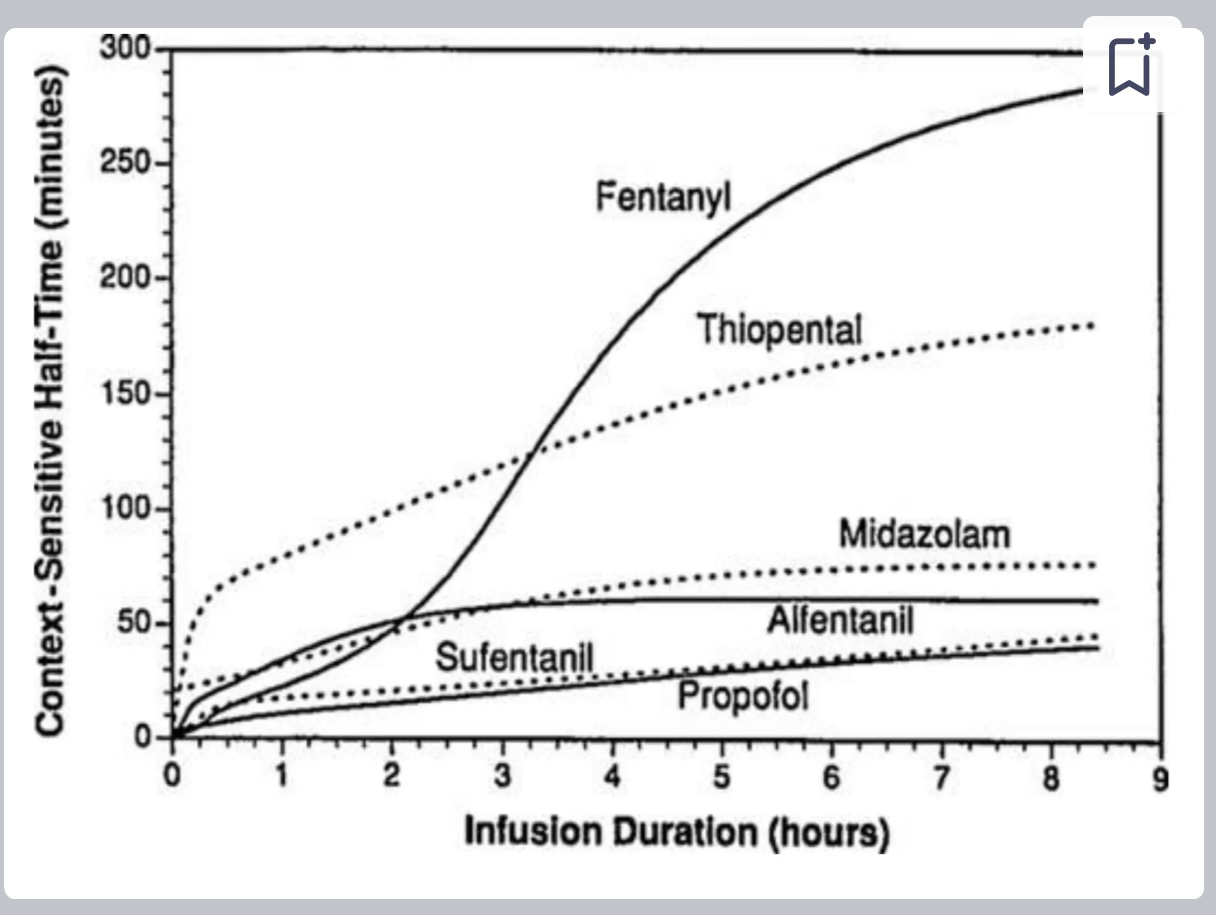 300
250
200
150
100
50
0
Context-Sensitive Half-Time (minutes)
Fentanyl
Thiopental
Midazolam
Alfentanil
Sufentanil
Propofol
0 1 2 3 4 5 6 7 8 9
Infusion Duration (hours)